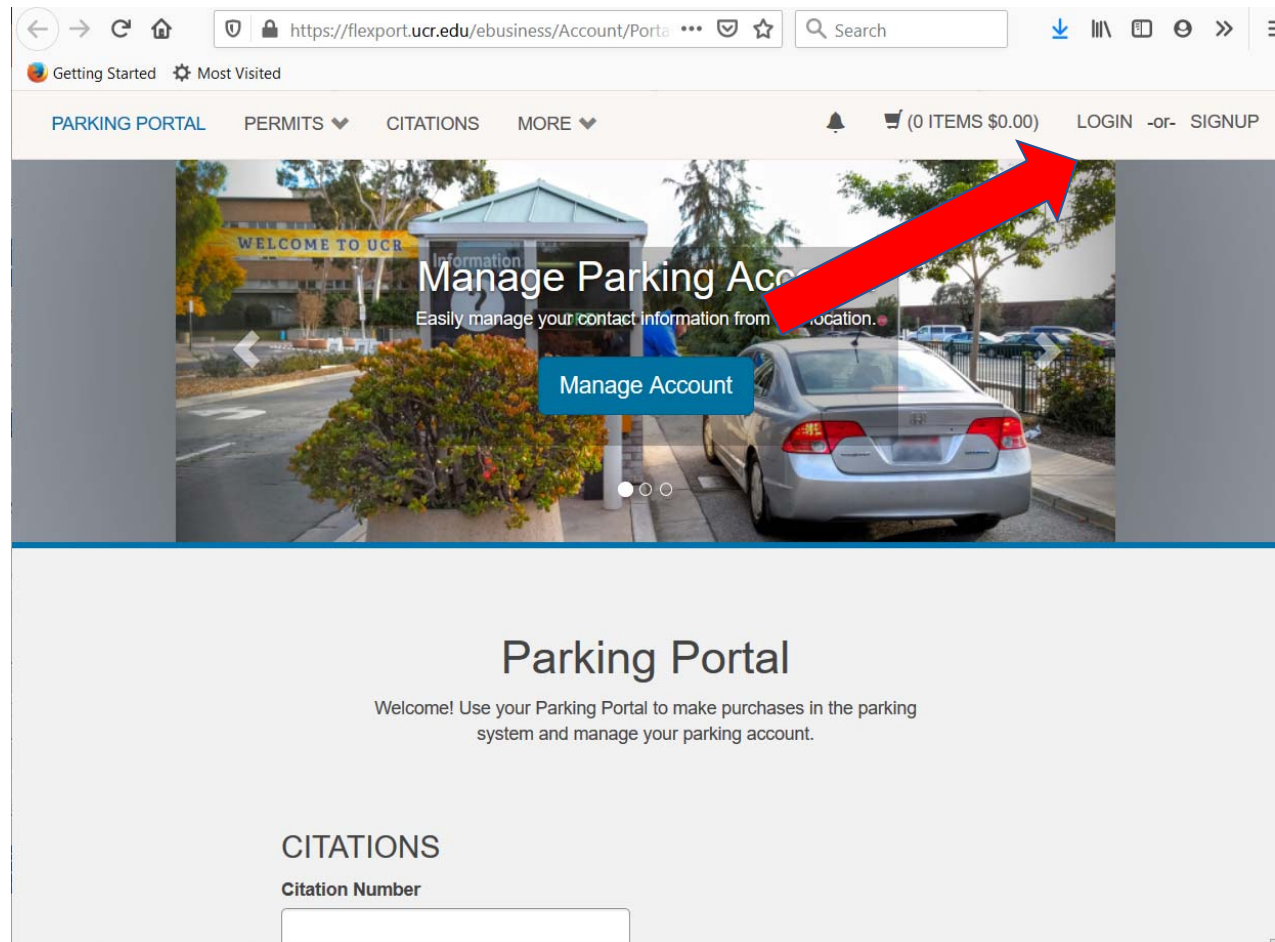 https://flexport.ucr.edu/ebusiness/Account/Porta
Search
Getting Started Most Visited
PARKING PORTAL PERMITS CITATIONS MORE (0 ITEMS $0.00) LOGIN -or- SIGNUP
WELCOME TO UCR
Information
?
Manage Parking
Easily manage your contact information from location.
Manage Account
Parking Portal
Welcome! Use your Parking Portal to make purchases in the parking
system and manage your parking account.
CITATIONS
Citation Number